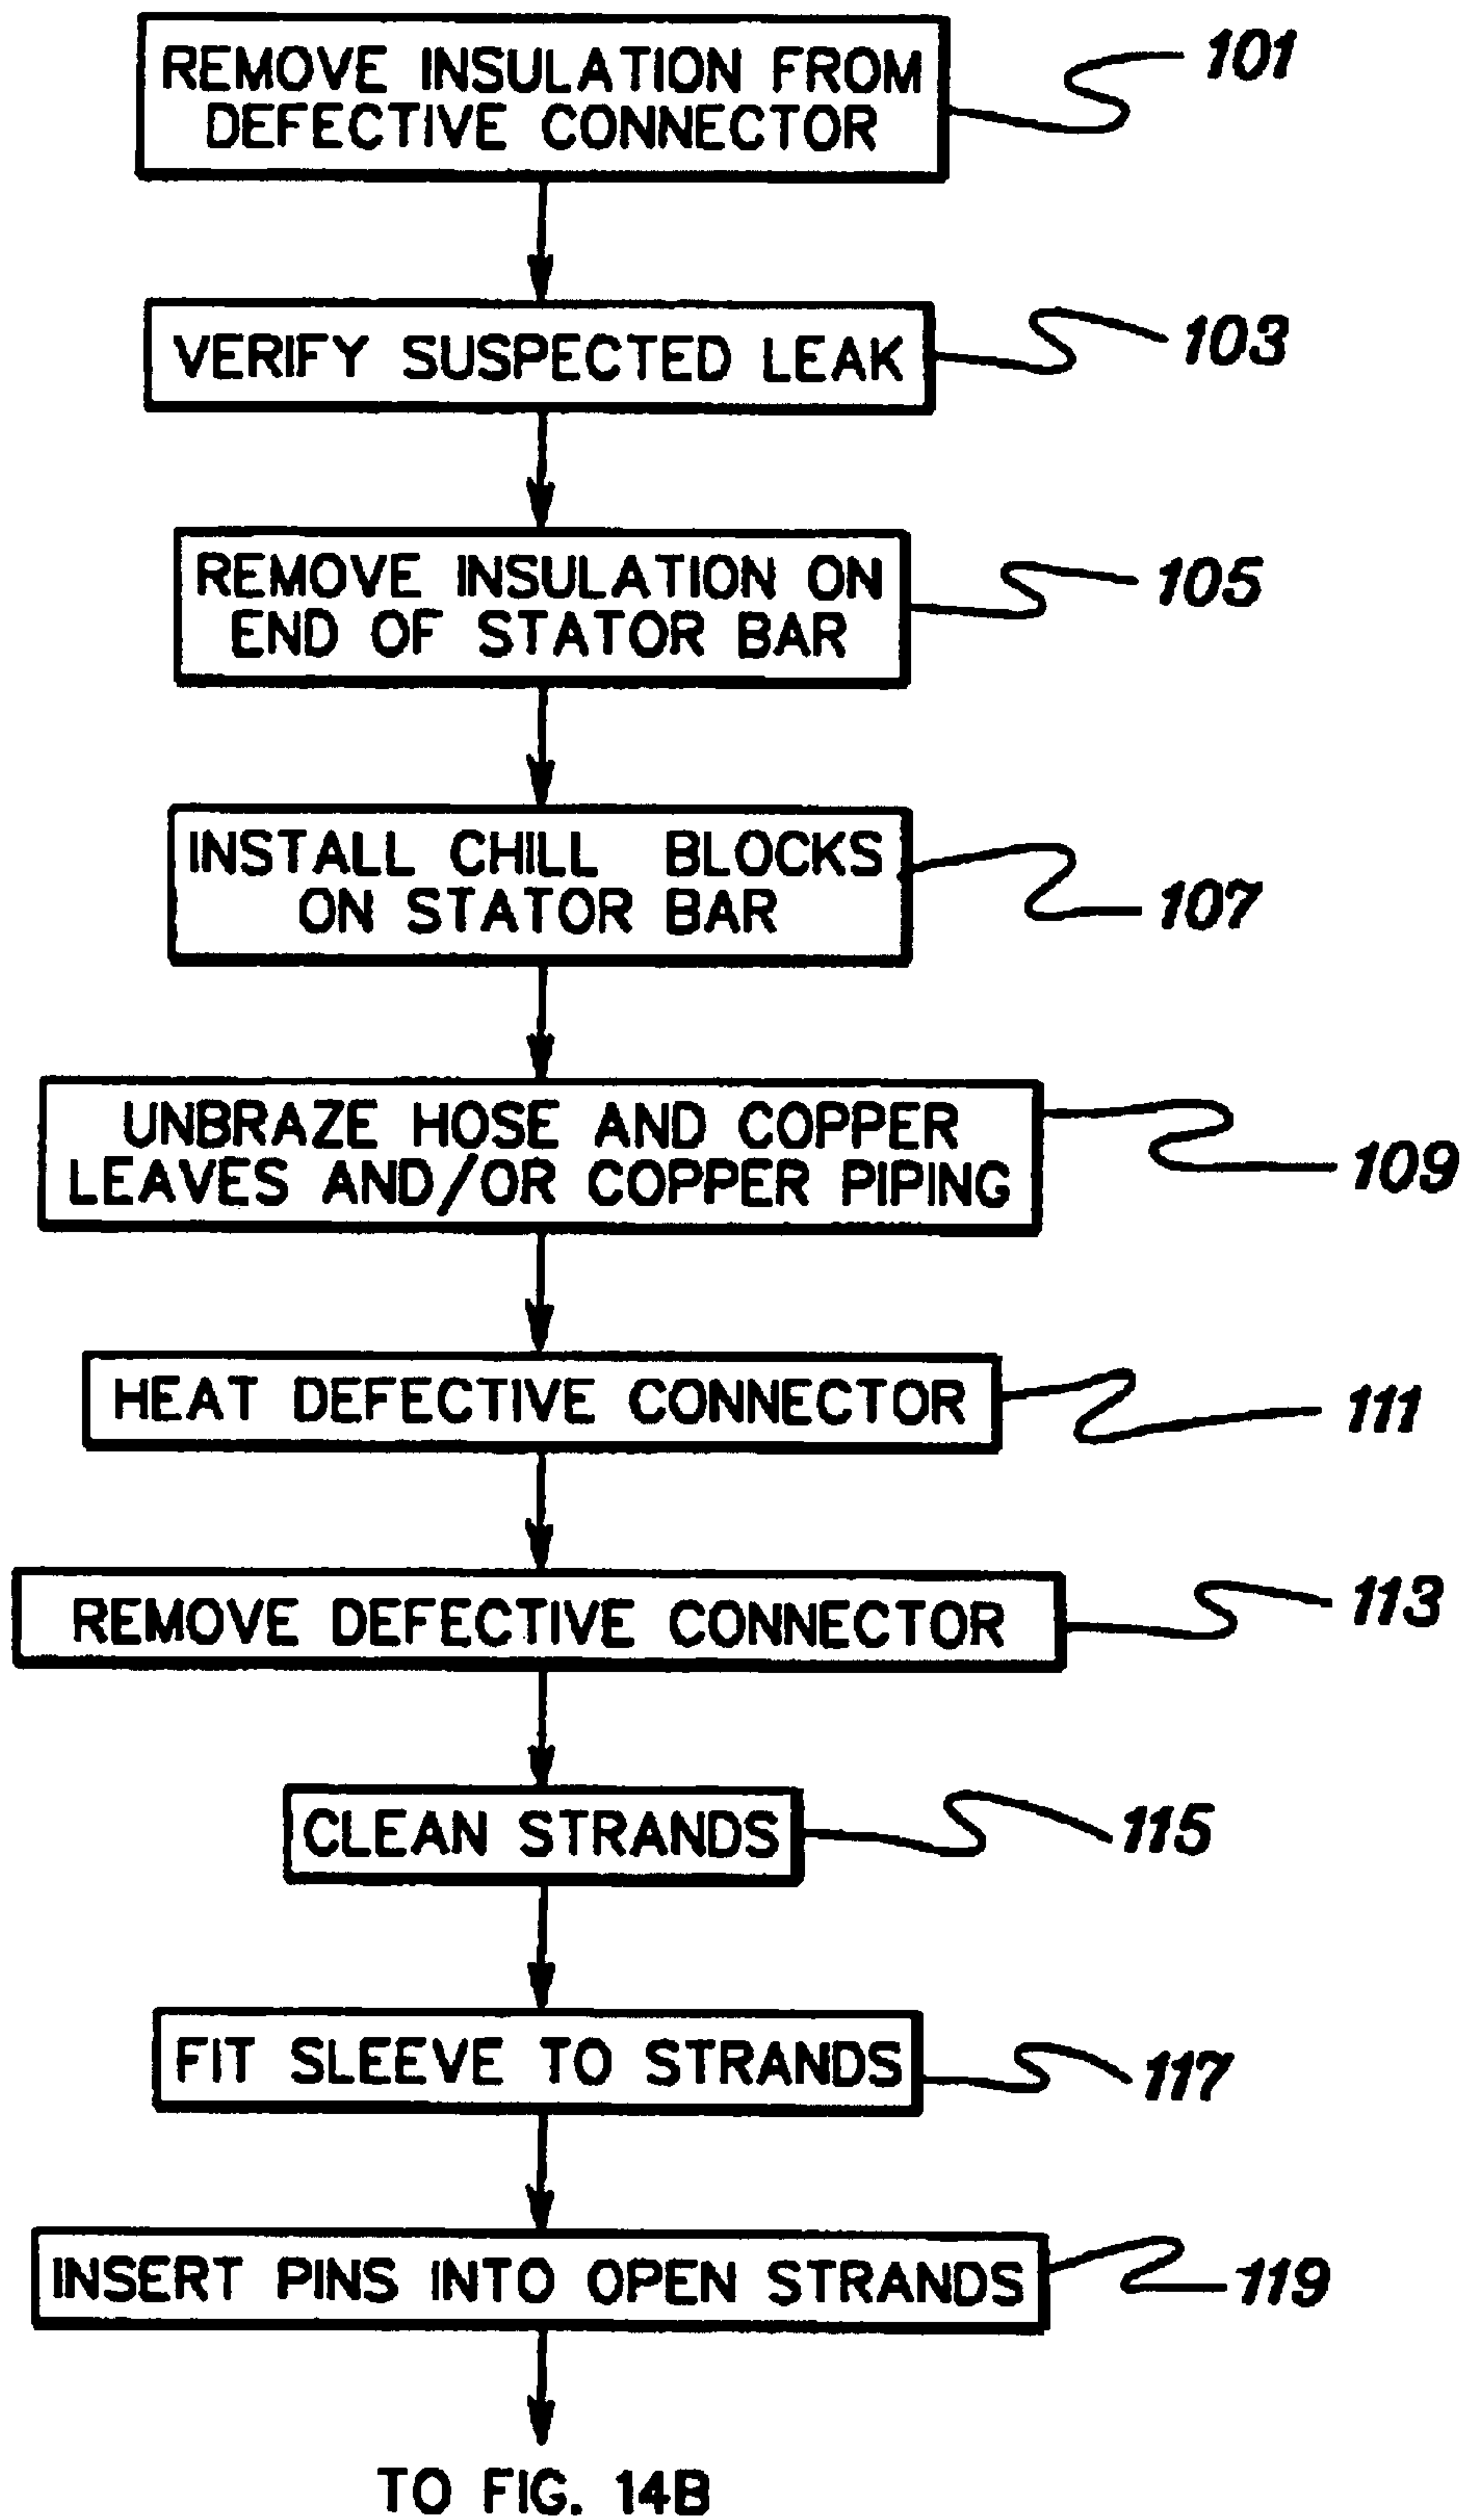 REMOVE INSULATION FROM
DEFECTIVE CONNECTOR
101
VERIFY SUSPECTED LEAK
103
REMOVE INSULATION ON
END OF STATOR BAR
105
INSTALL CHILL BLOCKS
ON STATOR BAR
107
UNBRAZE HOSE AND COPPER
LEAVES AND/OR COPPER PIPING
109
HEAT DEFECTIVE CONNECTOR
111
REMOVE DEFECTIVE CONNECTOR
113
CLEAN STRANDS
115
FIT SLEEVE TO STRANDS
117
INSERT PINS INTO OPEN STRANDS
119
TO FIG. 14B